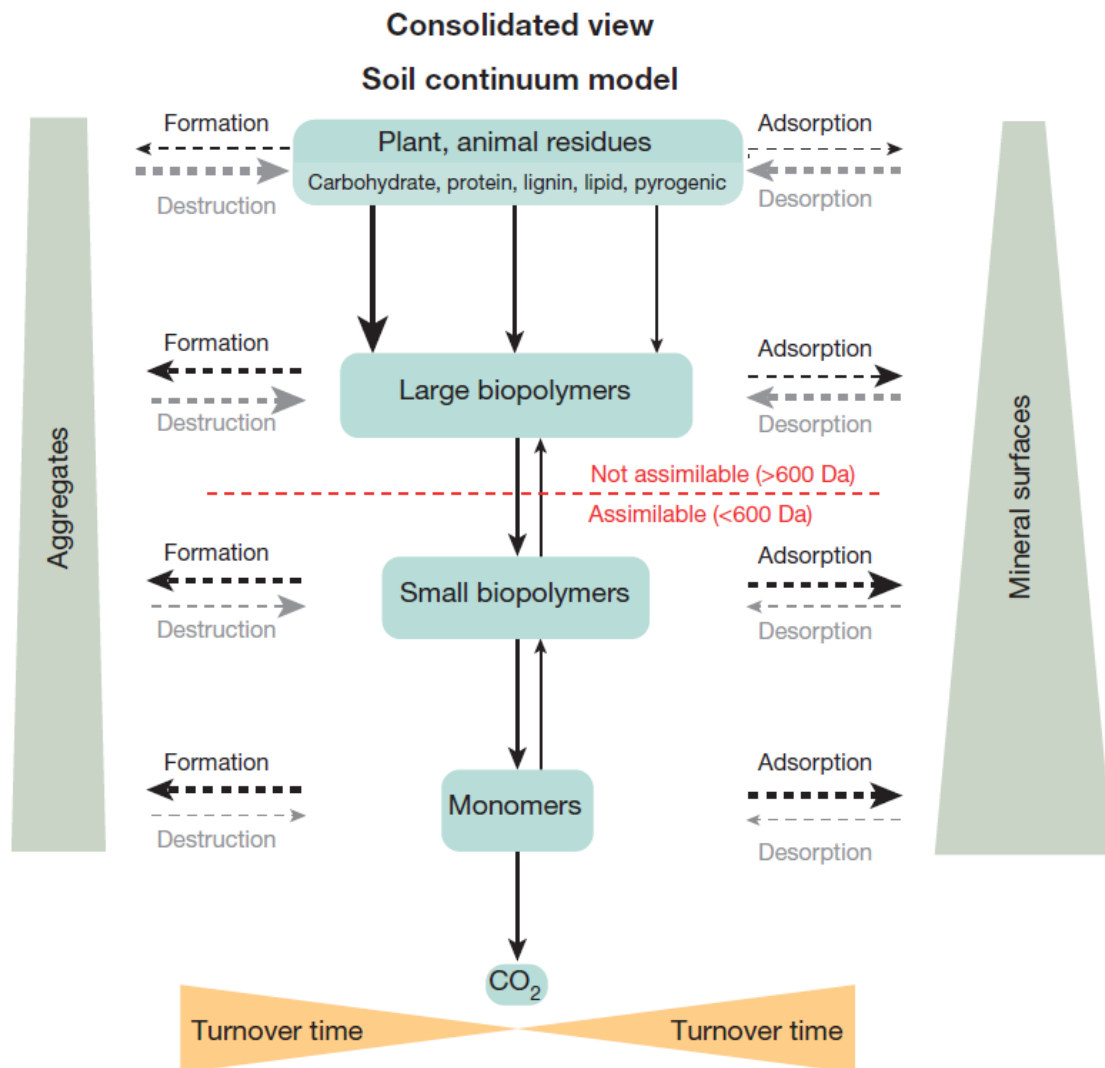 Consolidated view
Soil continuum model
Formation
Plant, animal residues
Adsorption
Carbohydrate, protein, lignin, lipid, pyrogenic
Destruction
Desorption
Formation
Large biopolymers
Adsorption
Destruction
Desorption
Aggregates
Mineral surfaces
Not assimilable (>600 Da)
Assimilable (<600 Da)
Formation
Small biopolymers
Adsorption
Destruction
Desorption
Formation
Monomers
Adsorption
Destruction
Desorption
CO2
Turnover time
Turnover time